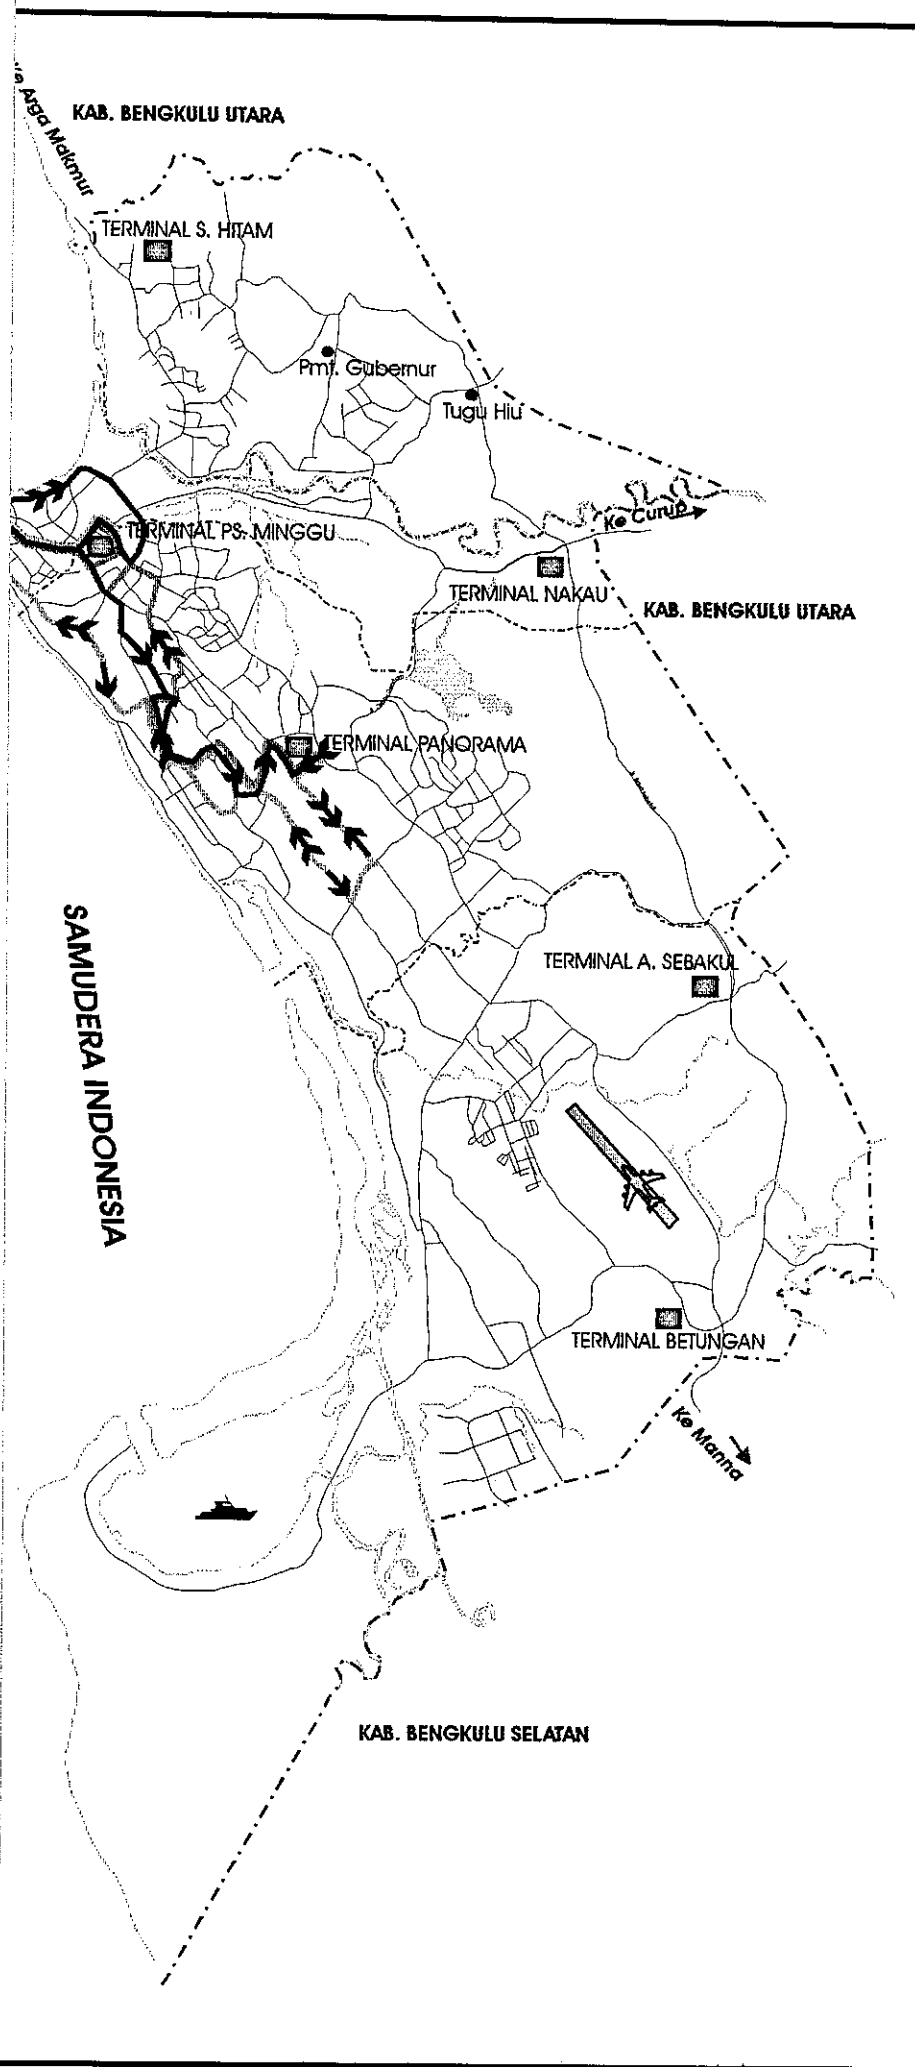 KAB. BENGKULU UTARA
Ke Arga Makmur
TERMINAL S. HITAM
Pmt. Gubernur
Tugu Hiu
Ke Curup
TERMINAL PS. MINGGU
TERMINAL NAKAU
KAB. BENGKULU UTARA
TERMINAL PANORAMA
SAMUDERA INDONESIA
TERMINAL A. SEBAKUL
TERMINAL BETUNGAN
Ke Manna
KAB. BENGKULU SELATAN